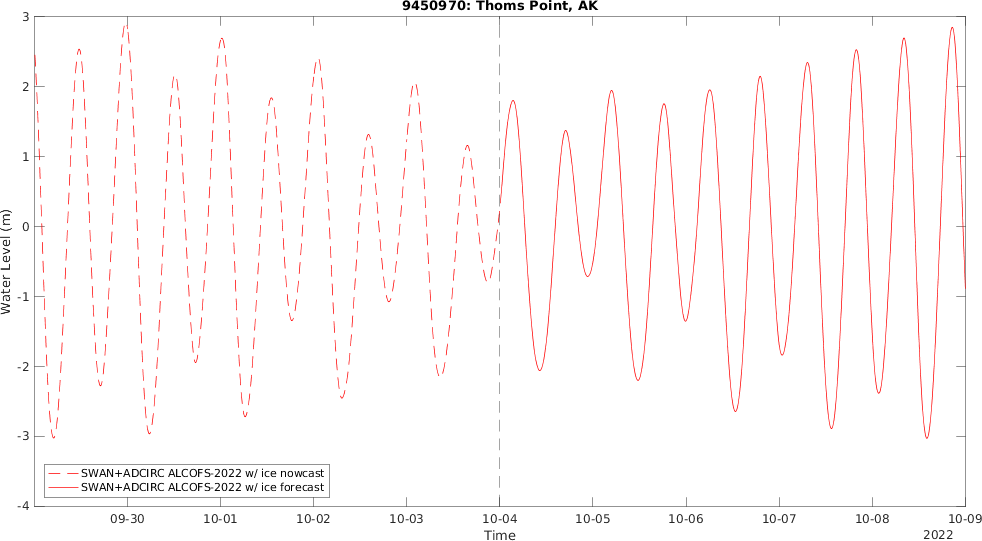 9450970: Thoms Point, AK
3
2
1
0
-1
-2
-3
-4
Water Level (m)
SWAN+ADCIRC ALCOFS-2022 w/ ice nowcast
SWAN+ADCIRC ALCOFS-2022 w/ ice forecast
09-30 10-01 10-02 10-03 10-04 10-05 10-06 10-07 10-08 10-09
Time
2022